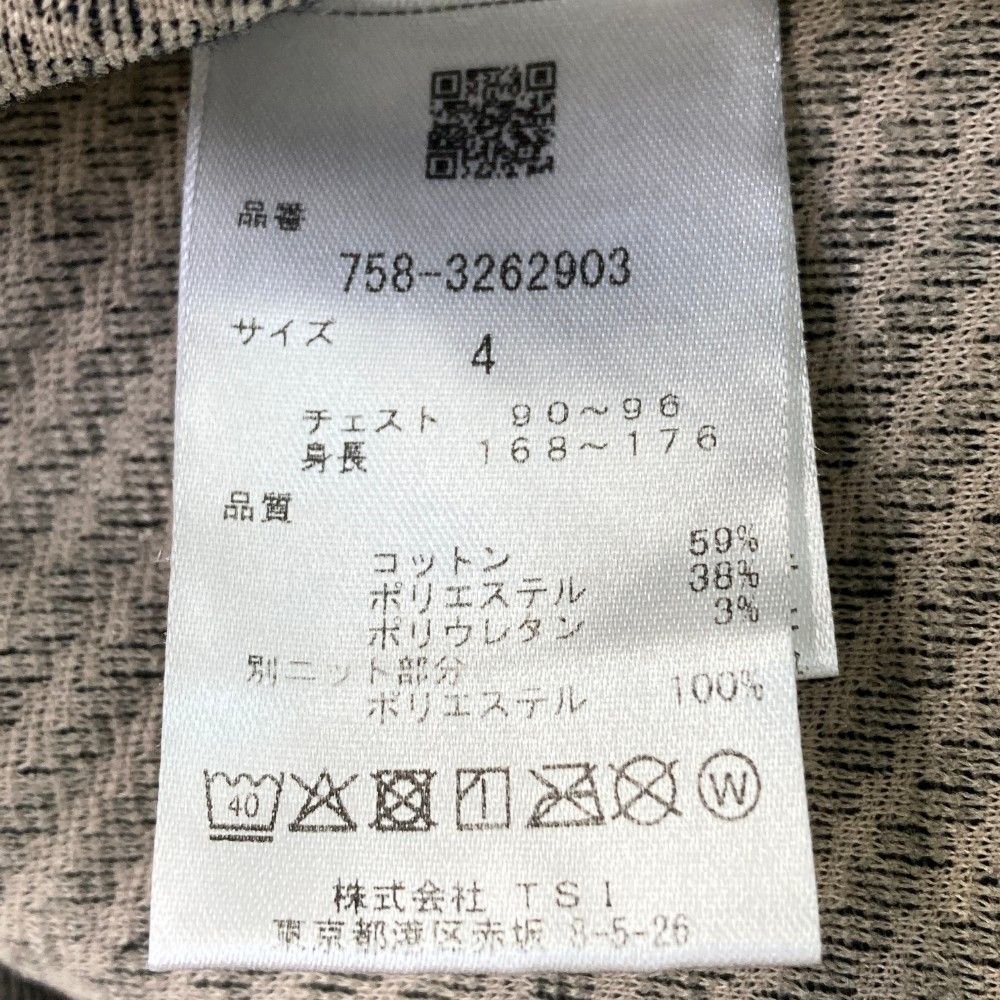 品番
758-3262903
サイズ
4
チェスト 90～96
身長 168～176
品質
コットン 59%
ポリエステル 38%
ポリウレタン 3%
別ニット部分
ポリエステル 100%
40
W
株式会社 TSI
東京都港区赤坂 8-5-26